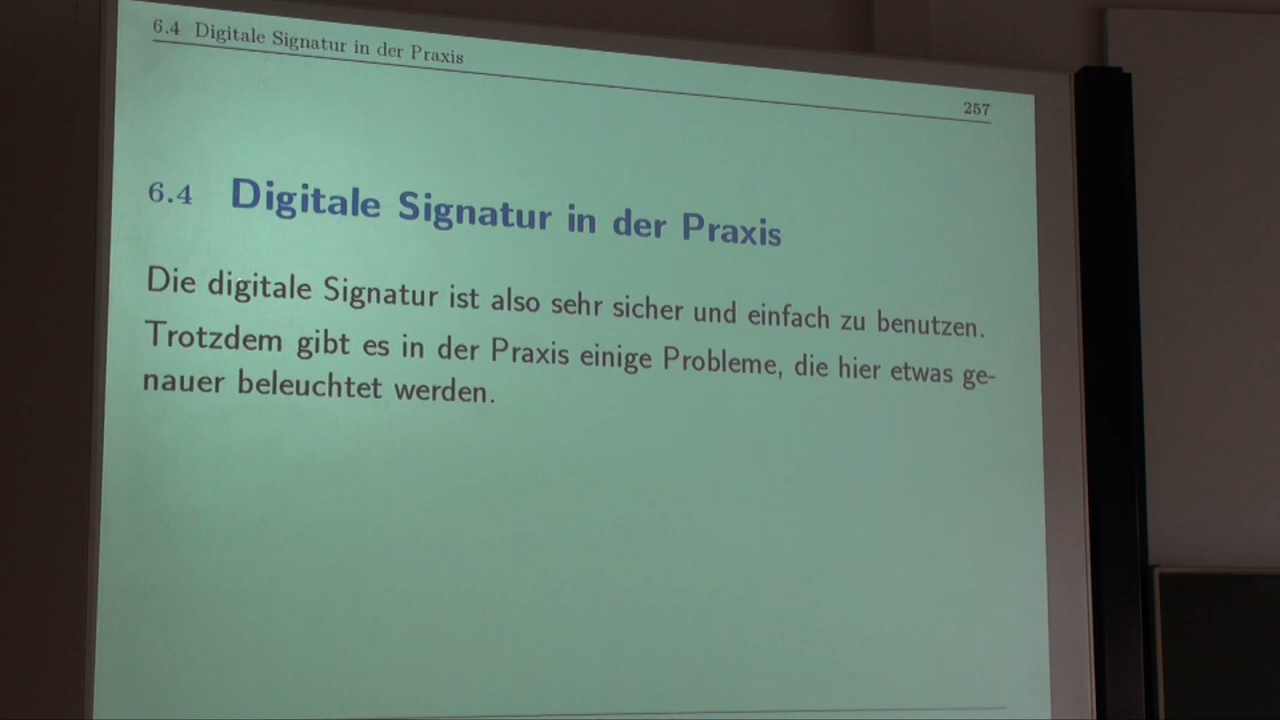 6.4 Digitale Signatur in der Praxis
257
6.4 Digitale Signatur in der Praxis
Die digitale Signatur ist also sehr sicher und einfach zu benutzen.
Trotzdem gibt es in der Praxis einige Probleme, die hier etwas ge-
nauer beleuchtet werden.